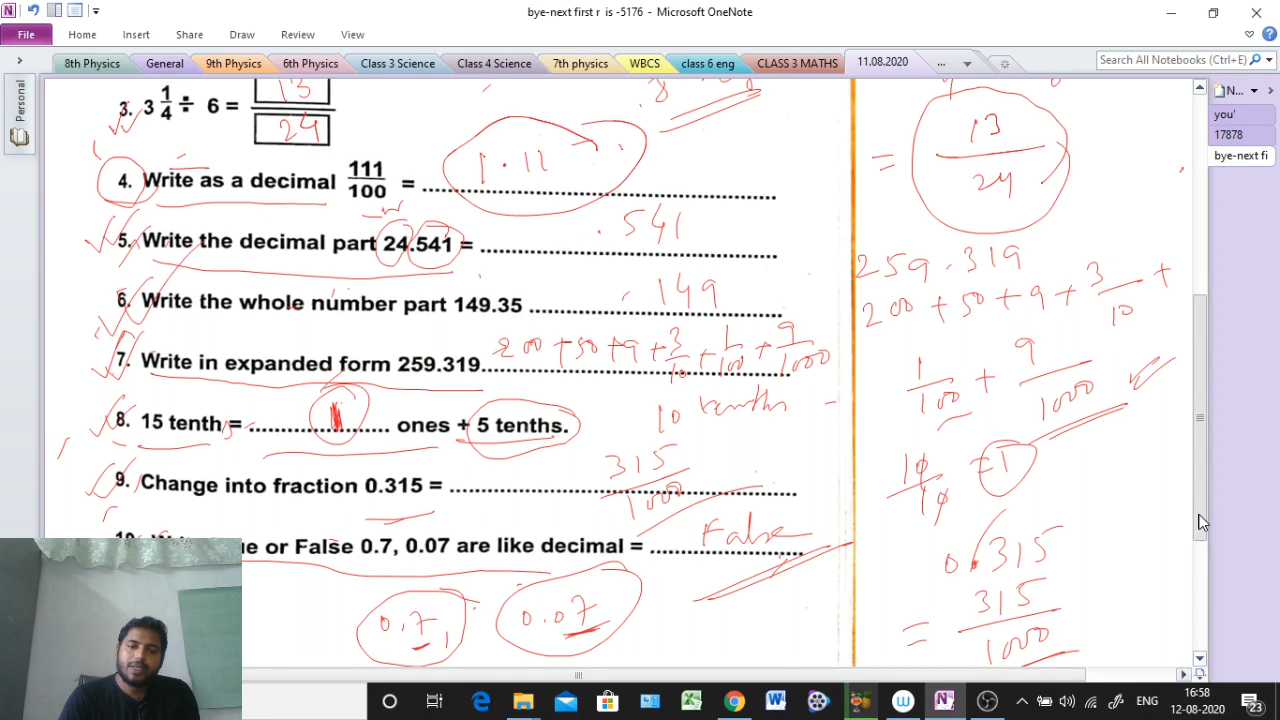 bye-next first r is -5176 - Microsoft OneNote
File Home Insert Share Draw Review View
8th Physics General 9th Physics 6th Physics Class 3 Science Class 4 Science 7th physics WBCS class 6 eng CLASS 3 MATHS 11.08.2020 ... Search All Notebooks (Ctrl+E)
Personal
N...
you'
17878
bye-next fi
3. 3 1/4 ÷ 6 = 13/24
4. Write as a decimal 111/100 = 1.11
5. Write the decimal part 24.541 = .541
6. Write the whole number part 149.35 149
7. Write in expanded form 259.319 200 + 50 + 9 + 3/10 + 1/100 + 9/1000
10 tenths
8. 15 tenths = 1 ones + 5 tenths.
9. Change into fraction 0.315 = 315/1000
ue or False 0.7, 0.07 are like decimal = False
0.7, 0.07
= 13/24
259.319
200 + 50 + 9 + 3/10 +
1/100 + 9/1000
10/10 = 1
0.315
= 315/1000
ENG
16:58
12-08-2020
23